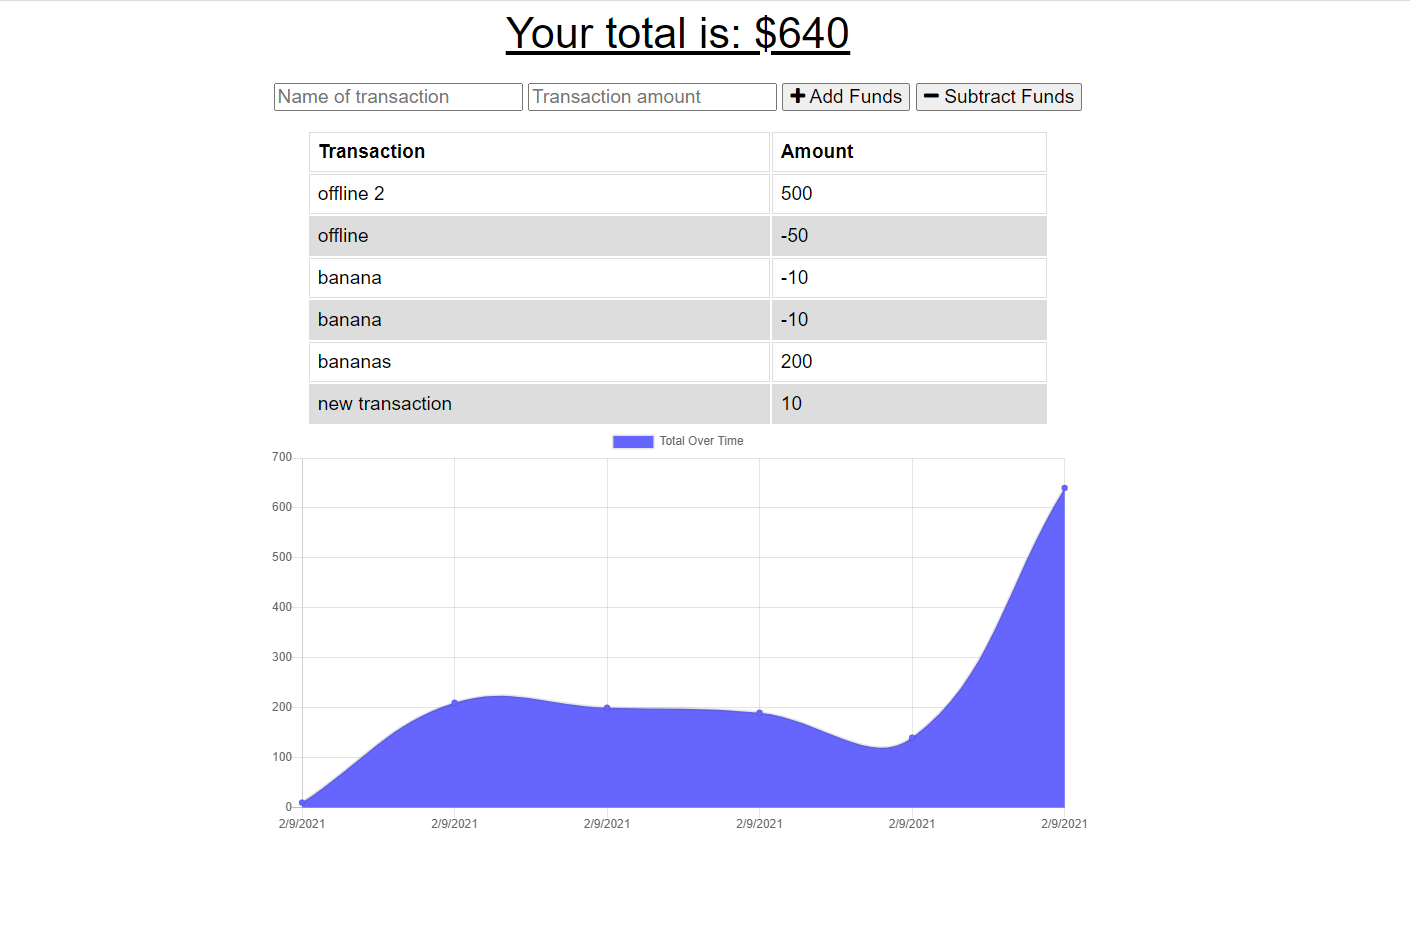 Your total is: $640
Name of transaction Transaction amount Add Funds Subtract Funds
Transaction Amount
offline 2 500
offline -50
banana -10
banana -10
bananas 200
new transaction 10
Total Over Time
700
600
500
400
300
200
100
0
2/9/2021 2/9/2021 2/9/2021 2/9/2021 2/9/2021 2/9/2021